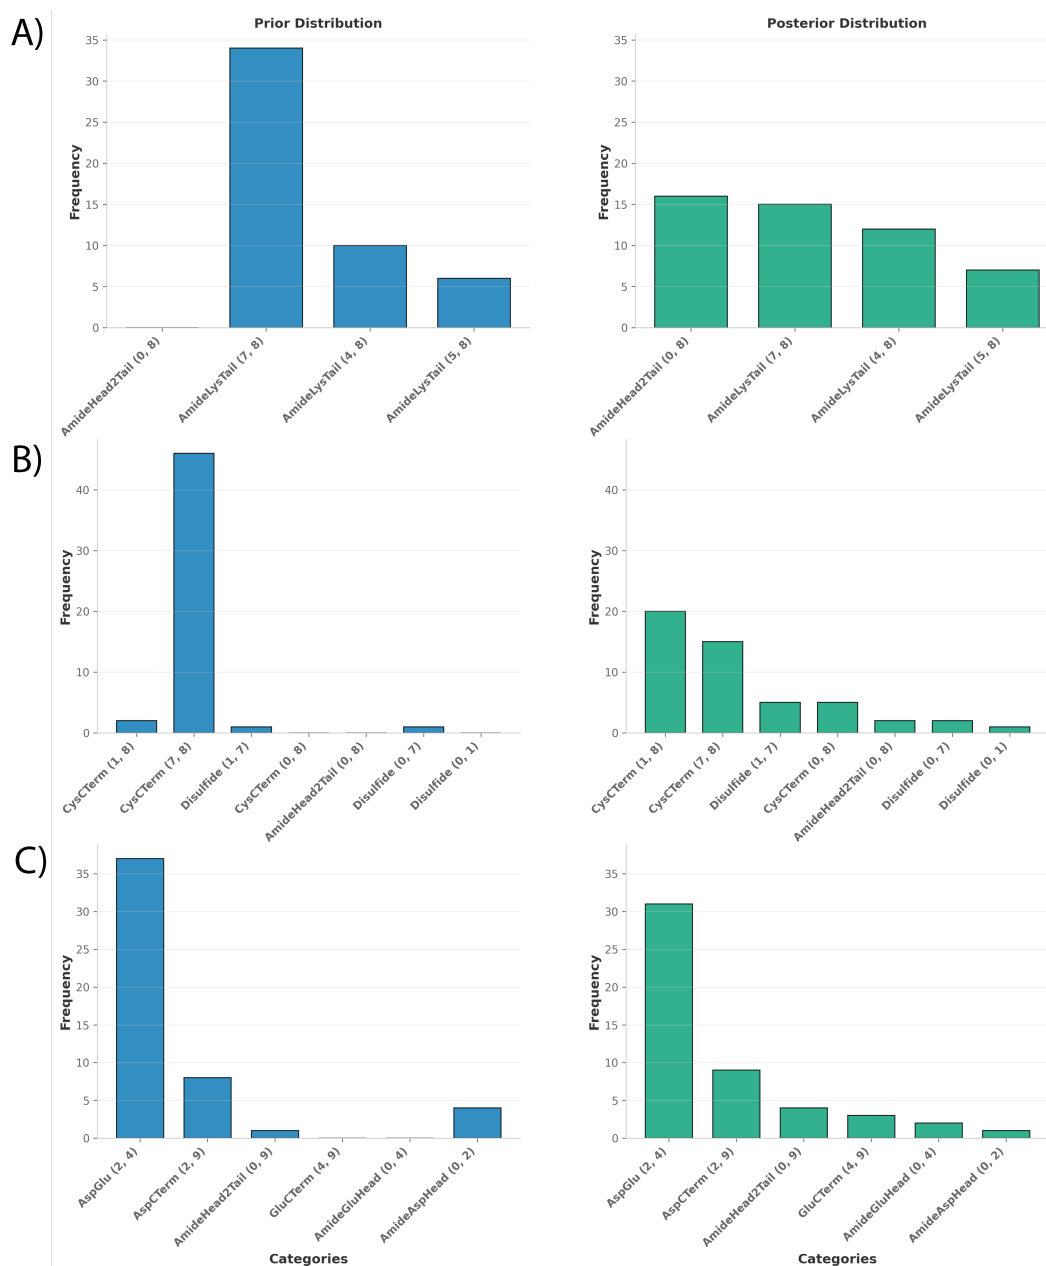 A)
Prior Distribution
Posterior Distribution
Frequency
35
30
25
20
15
10
5
0
AmideHead2Tail (0, 8)
AmideLysTail (7, 8)
AmideLysTail (4, 8)
AmideLysTail (5, 8)
Frequency
35
30
25
20
15
10
5
0
AmideHead2Tail (0, 8)
AmideLysTail (7, 8)
AmideLysTail (4, 8)
AmideLysTail (5, 8)
B)
Frequency
40
30
20
10
0
CysCTerm (1, 8)
CysCTerm (7, 8)
Disulfide (1, 7)
CysCTerm (0, 8)
AmideHead2Tail (0, 8)
Disulfide (0, 7)
Disulfide (0, 1)
Frequency
40
30
20
10
0
CysCTerm (1, 8)
CysCTerm (7, 8)
Disulfide (1, 7)
CysCTerm (0, 8)
AmideHead2Tail (0, 8)
Disulfide (0, 7)
Disulfide (0, 1)
C)
Frequency
35
30
25
20
15
10
5
0
AspGlu (2, 4)
AspCTerm (2, 9)
AmideHead2Tail (0, 9)
GluCTerm (4, 9)
AmideGluHead (0, 4)
AmideAspHead (0, 2)
Categories
Frequency
35
30
25
20
15
10
5
0
AspGlu (2, 4)
AspCTerm (2, 9)
AmideHead2Tail (0, 9)
GluCTerm (4, 9)
AmideGluHead (0, 4)
AmideAspHead (0, 2)
Categories